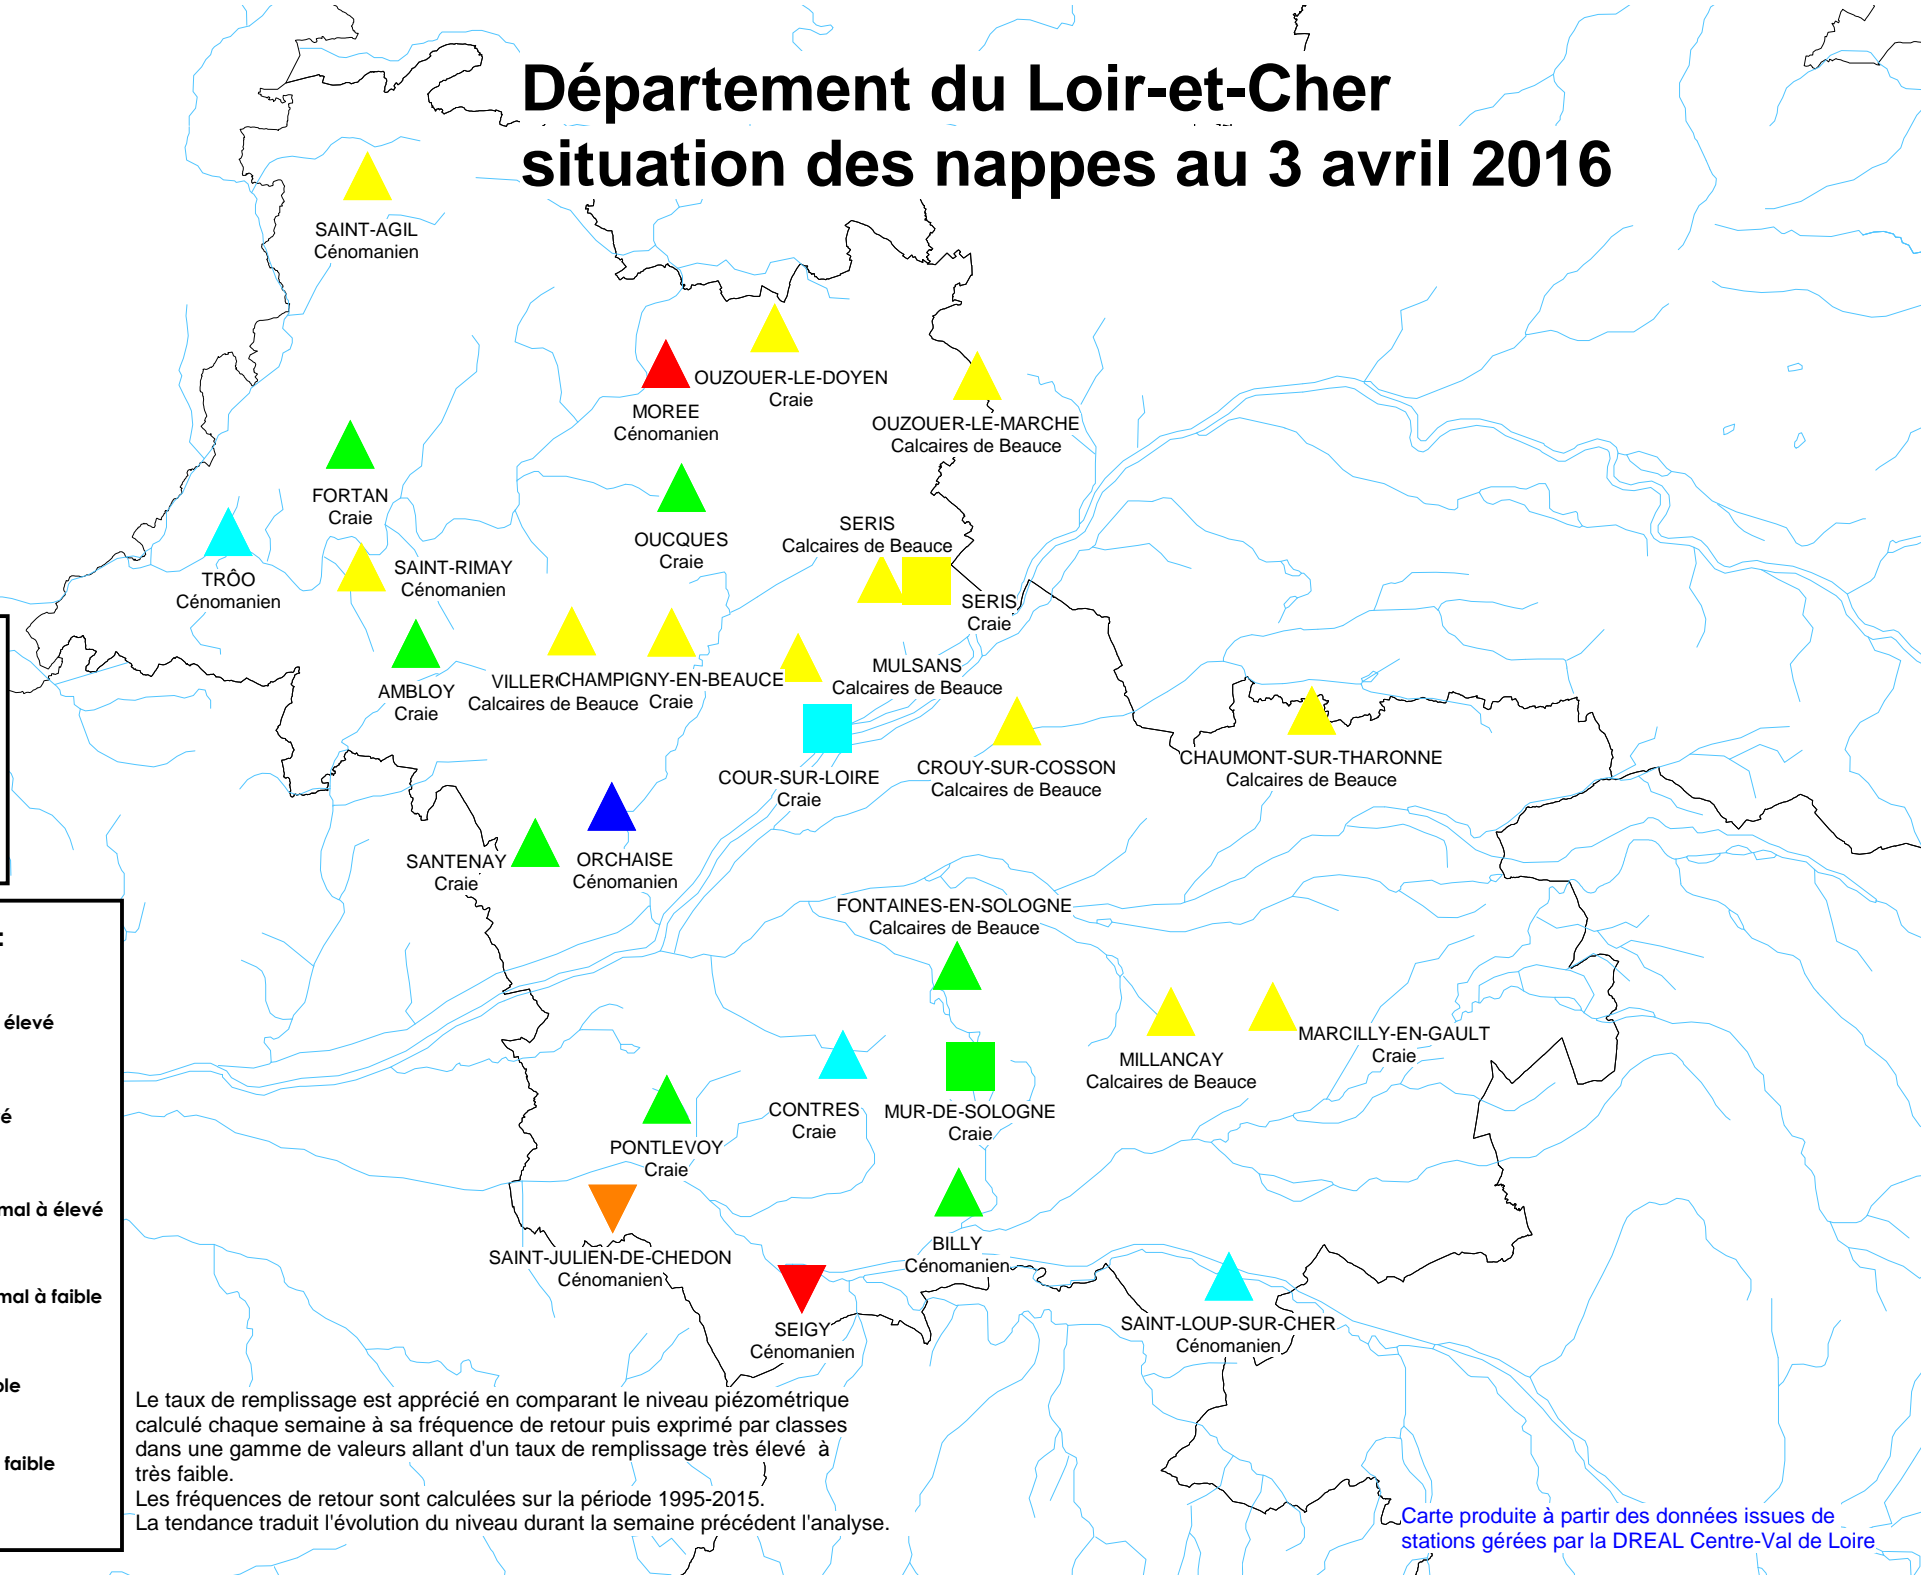 Département du Loir-et-Cher
situation des nappes au 3 avril 2016
SAINT-AGIL
Cénomanien
OUZOUER-LE-DOYEN
Craie
MOREE
Cénomanien
OUZOUER-LE-MARCHE
Calcaires de Beauce
FORTAN
Craie
OUCQUES
Craie
SERIS
Calcaires de Beauce
TRÔO
Cénomanien
SAINT-RIMAY
Cénomanien
SERIS
Craie
AMBLOY
Craie
Calcaires de Beauce
CHAMPIGNY-EN-BEAUCE
Craie
MULSANS
Calcaires de Beauce
COUR-SUR-LOIRE
Craie
CROUY-SUR-COSSON
Calcaires de Beauce
CHAUMONT-SUR-THARONNE
Calcaires de Beauce
SANTENAY
Craie
ORCHAISE
Cénomanien
FONTAINES-EN-SOLOGNE
Calcaires de Beauce
MILLANCAY
Calcaires de Beauce
MARCILLY-EN-GAULT
Craie
CONTRES
Craie
MUR-DE-SOLOGNE
Craie
PONTLEVOY
Craie
SAINT-JULIEN-DE-CHEDON
Cénomanien
BILLY
Cénomanien
SEIGY
Cénomanien
SAINT-LOUP-SUR-CHER
Cénomanien
:
élevé
é
mal à élevé
mal à faible
ble
faible
Le taux de remplissage est apprécié en comparant le niveau piézométrique
calculé chaque semaine à sa fréquence de retour puis exprimé par classes
dans une gamme de valeurs allant d'un taux de remplissage très élevé à
très faible.
Les fréquences de retour sont calculées sur la période 1995-2015.
La tendance traduit l'évolution du niveau durant la semaine précédent l'analyse.
Carte produite à partir des données issues de
stations gérées par la DREAL Centre-Val de Loire